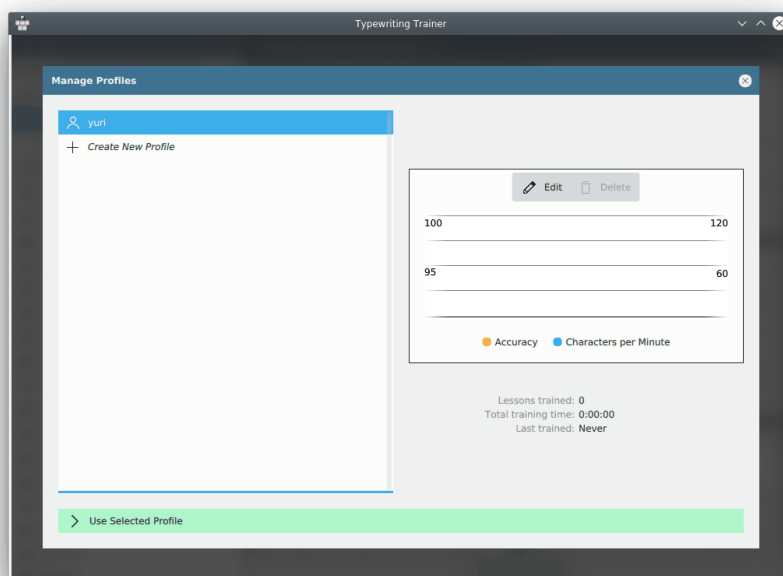 Typewriting Trainer
Manage Profiles
yuri
Create New Profile
Edit Delete
100 120
95 60
Accuracy Characters per Minute
Lessons trained: 0
Total training time: 0:00:00
Last trained: Never
Use Selected Profile